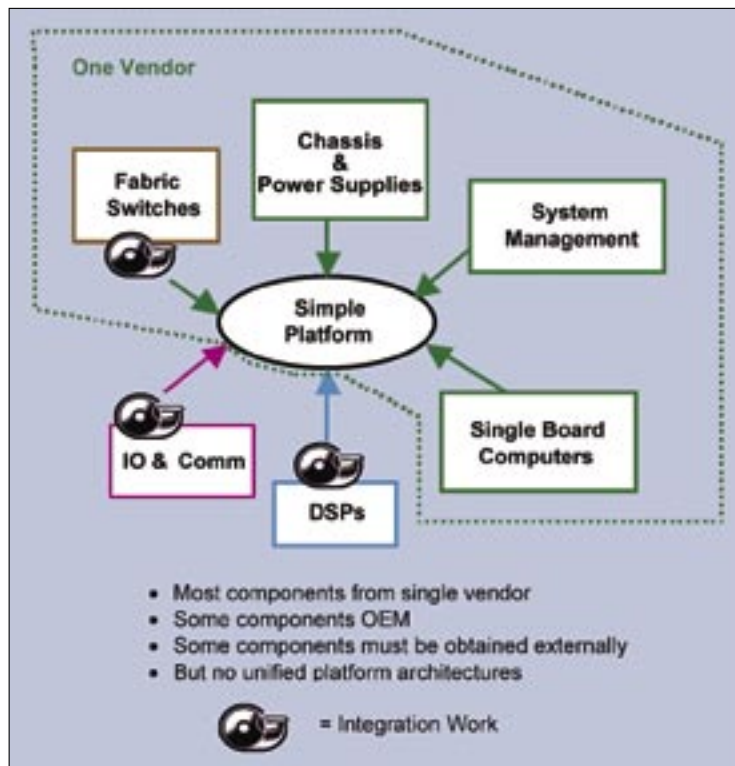 One Vendor
Chassis
&
Power Supplies
Fabric
Switches
System
Management
Simple
Platform
IO & Comm
DSPs
Single Board
Computers
• Most components from single vendor
• Some components OEM
• Some components must be obtained externally
• But no unified platform architectures
= Integration Work